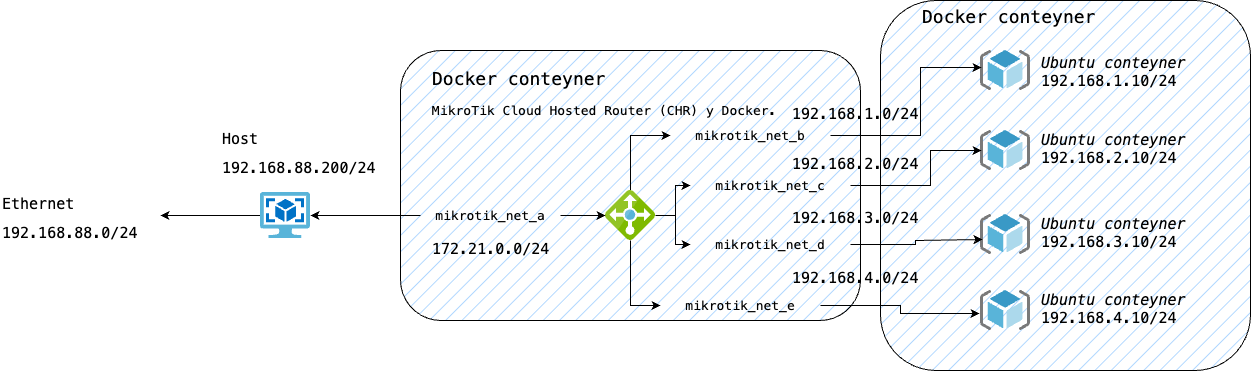 Ethernet
192.168.88.0/24
Host
192.168.88.200/24
Docker conteyner
MikroTik Cloud Hosted Router (CHR) y Docker.
mikrotik_net_a
172.21.0.0/24
192.168.1.0/24
mikrotik_net_b
192.168.2.0/24
mikrotik_net_c
192.168.3.0/24
mikrotik_net_d
192.168.4.0/24
mikrotik_net_e
Docker conteyner
Ubuntu conteyner
192.168.1.10/24
Ubuntu conteyner
192.168.2.10/24
Ubuntu conteyner
192.168.3.10/24
Ubuntu conteyner
192.168.4.10/24